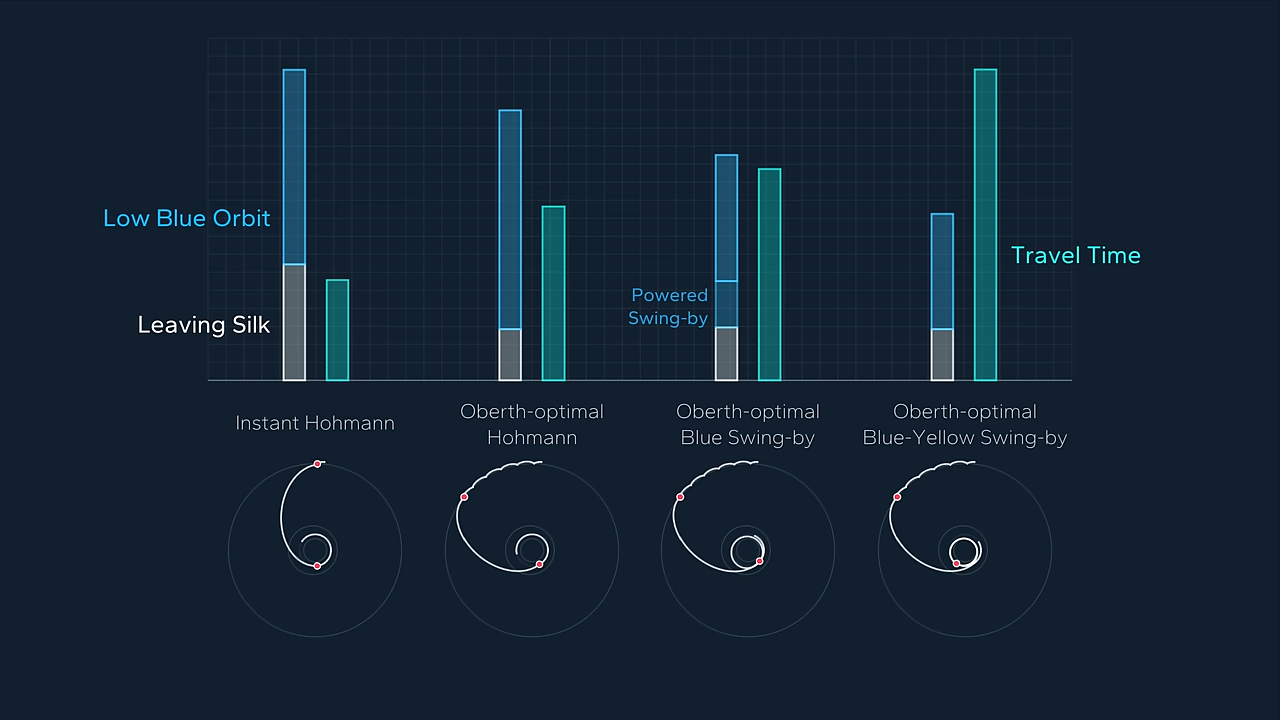 Low Blue Orbit
Leaving Silk
Powered
Swing-by
Travel Time
Instant Hohmann
Oberth-optimal
Hohmann
Oberth-optimal
Blue Swing-by
Oberth-optimal
Blue-Yellow Swing-by